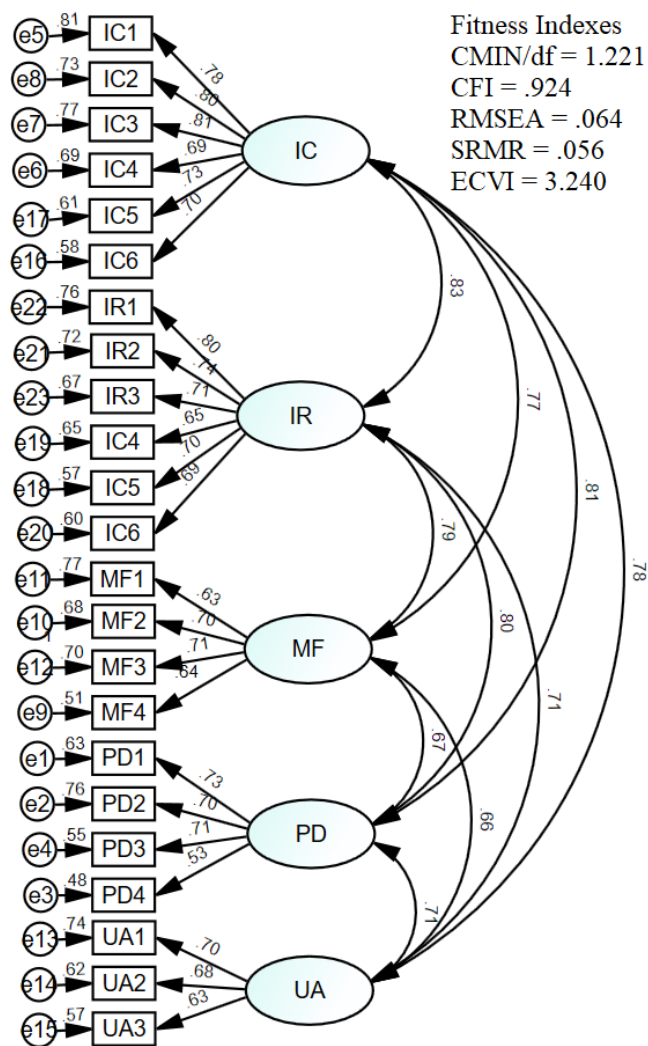 Fitness Indexes
CMIN/df = 1.221
CFI = .924
RMSEA = .064
SRMR = .056
ECVI = 3.240
e5 .81 IC1 .78
e8 .73 IC2 .80
e7 .77 IC3 .81
e6 .69 IC4 .69
e17 .61 IC5 .73
e16 .58 IC6 .70
IC
e22 .76 IR1 .80
e21 .72 IR2 .74
e23 .67 IR3 .71
e19 .65 IC4 .65
e18 .57 IC5 .70
e20 .60 IC6 .69
IR
e11 .77 MF1 .63
e10 .68 MF2 .70
1
e12 .70 MF3 .71
e9 .51 MF4 .64
MF
e1 .63 PD1 .73
e2 .76 PD2 .70
e4 .55 PD3 .71
e3 .48 PD4 .53
PD
e13 .74 UA1 .70
e14 .62 UA2 .68
e15 .57 UA3 .63
UA
.83
.77
.81
.78
.79
.80
.71
.67
.66
.71